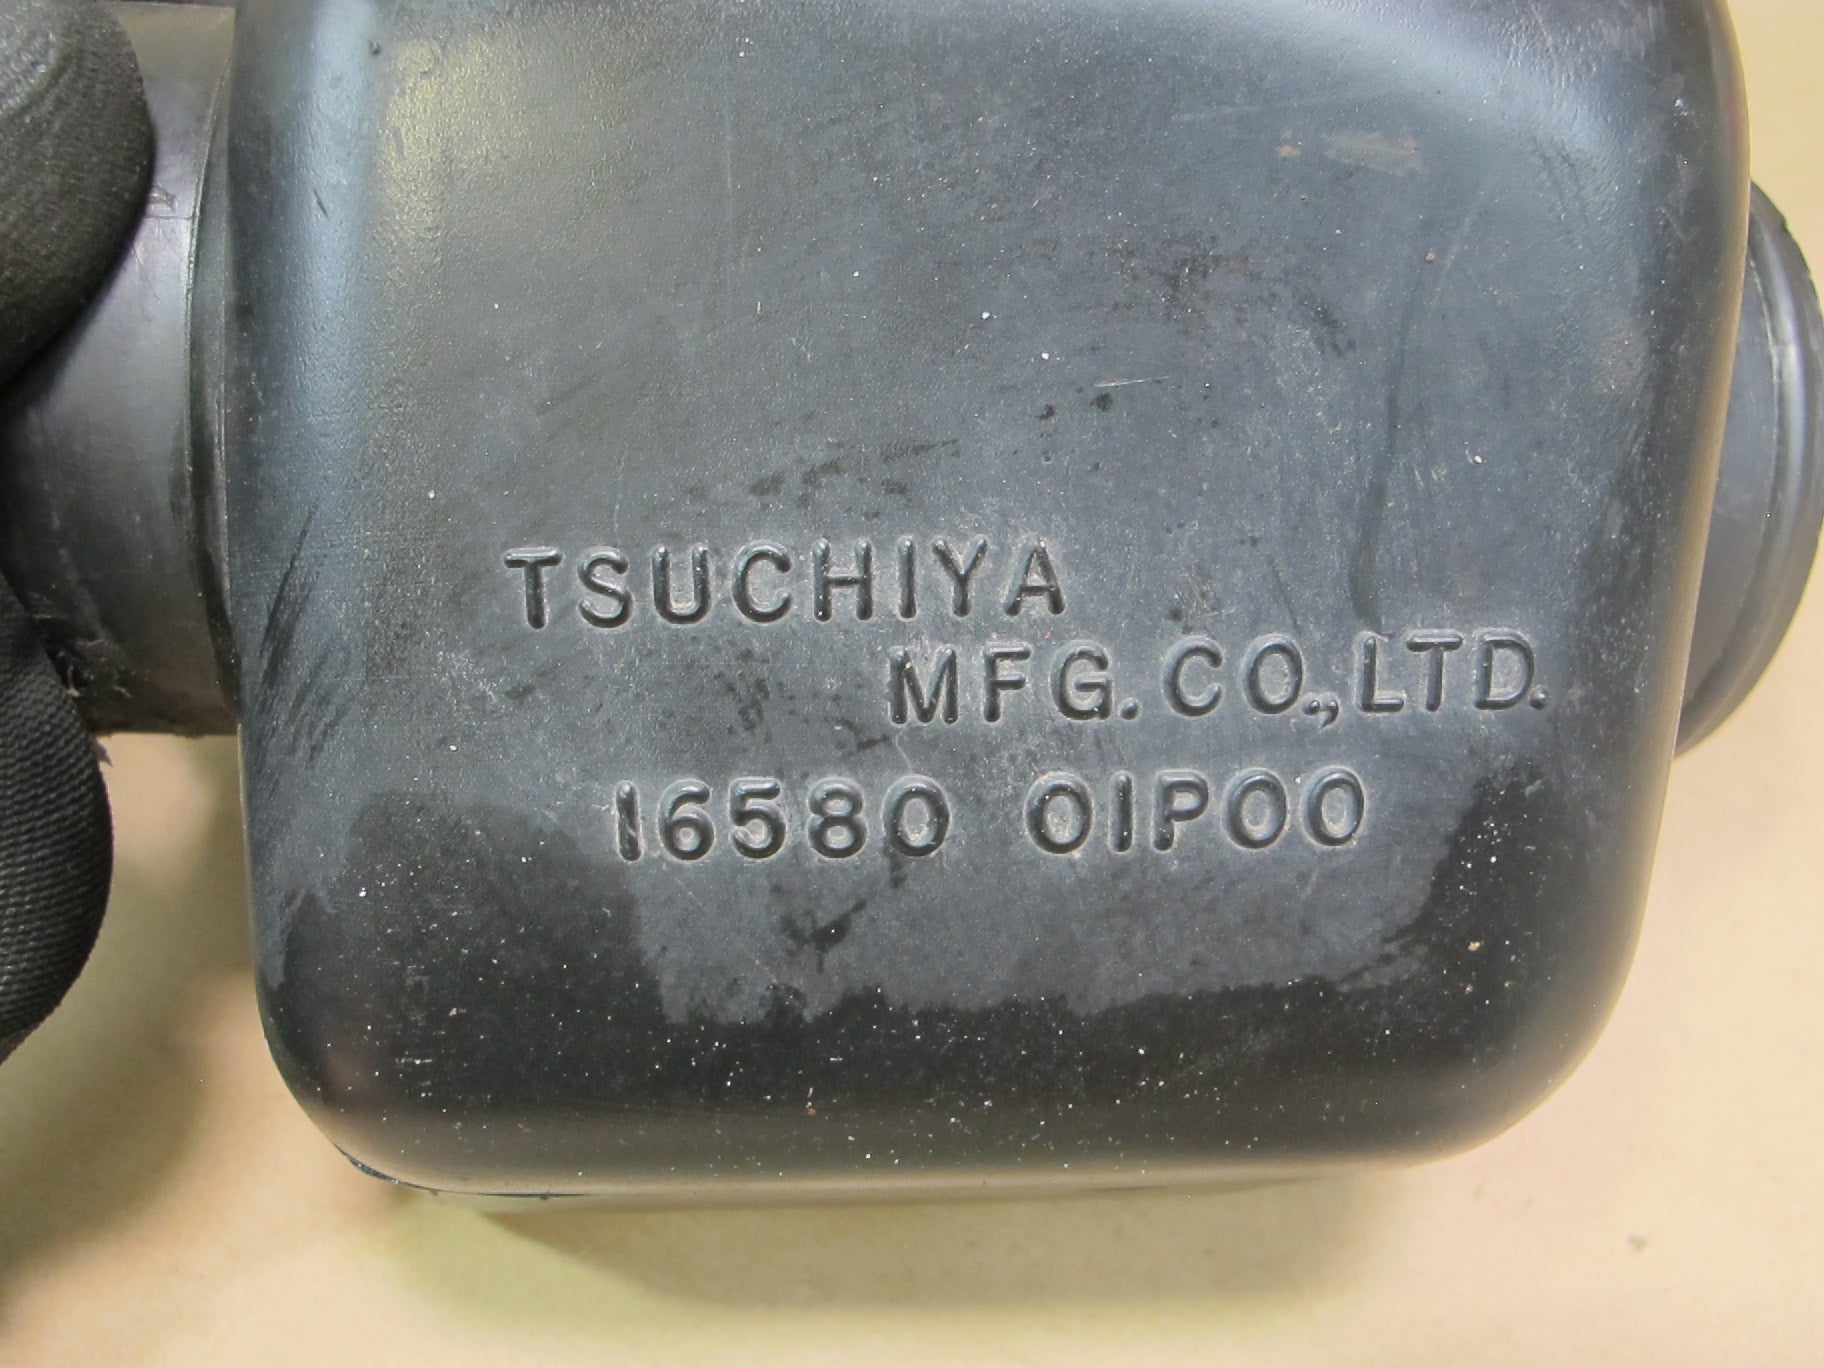 TSUCHIYA
MFG. CO., LTD.
16580 01P00